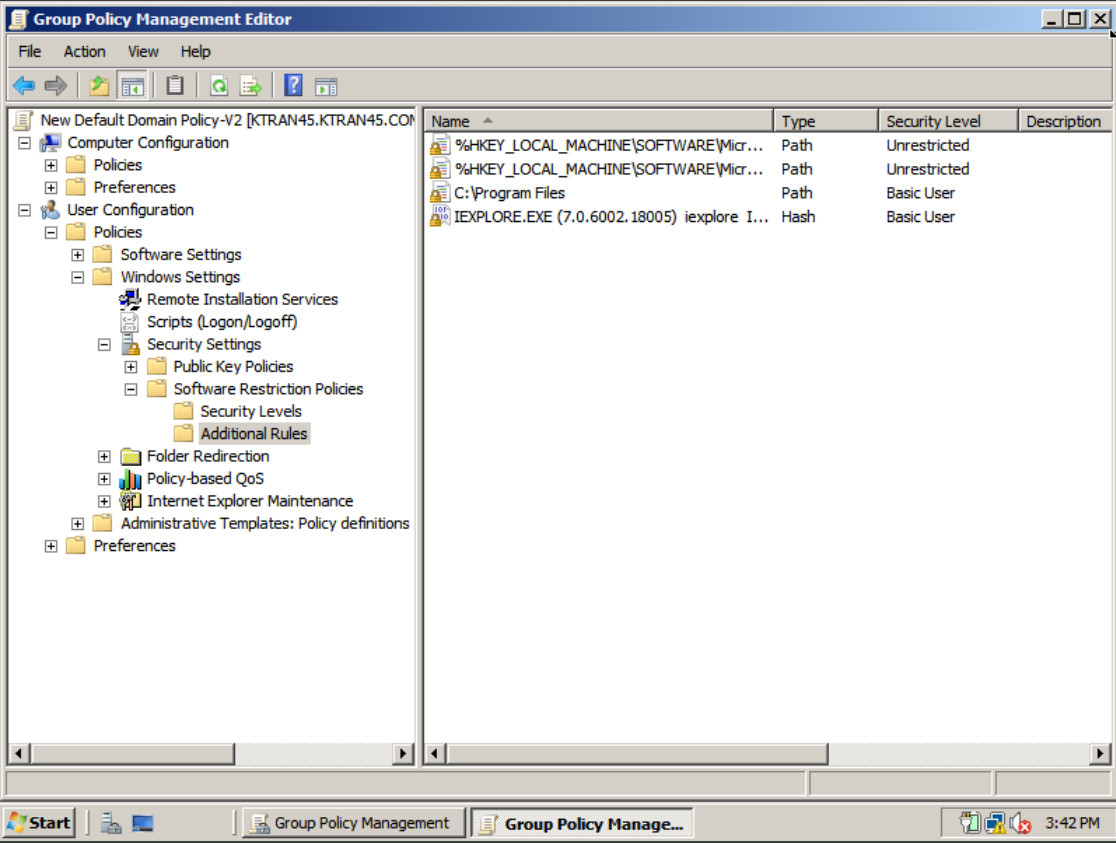 Group Policy Management Editor
File Action View Help
New Default Domain Policy-V2 [KTRAN45.KTRAN45.COM
Computer Configuration
Policies
Preferences
User Configuration
Policies
Software Settings
Windows Settings
Remote Installation Services
Scripts (Logon/Logoff)
Security Settings
Public Key Policies
Software Restriction Policies
Security Levels
Additional Rules
Folder Redirection
Policy-based QoS
Internet Explorer Maintenance
Administrative Templates: Policy definitions
Preferences
Name Type Security Level Description
%HKEY_LOCAL_MACHINE\SOFTWARE\Micr... Path Unrestricted
%HKEY_LOCAL_MACHINE\SOFTWARE\Micr... Path Unrestricted
C:\Program Files Path Basic User
IEXPLORE.EXE (7.0.6002.18005) iexplore I... Hash Basic User
Start Group Policy Management Group Policy Manage... 3:42 PM